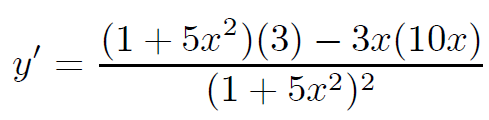 y′ = \frac{(1 + 5x^2)(3) − 3x(10x)}{(1 + 5x^2)^2}